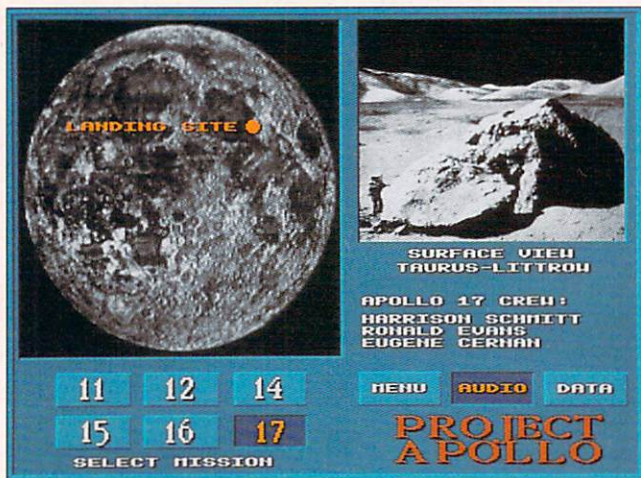 LANDING SITE
SURFACE VIEW
TAURUS-LITTROW
APOLLO 17 CREW:
HARRISON SCHMITT
RONALD EVANS
EUGENE CERNAN
11 12 14
15 16 17
SELECT MISSION
MENU AUDIO DATA
PROJECT
APOLLO